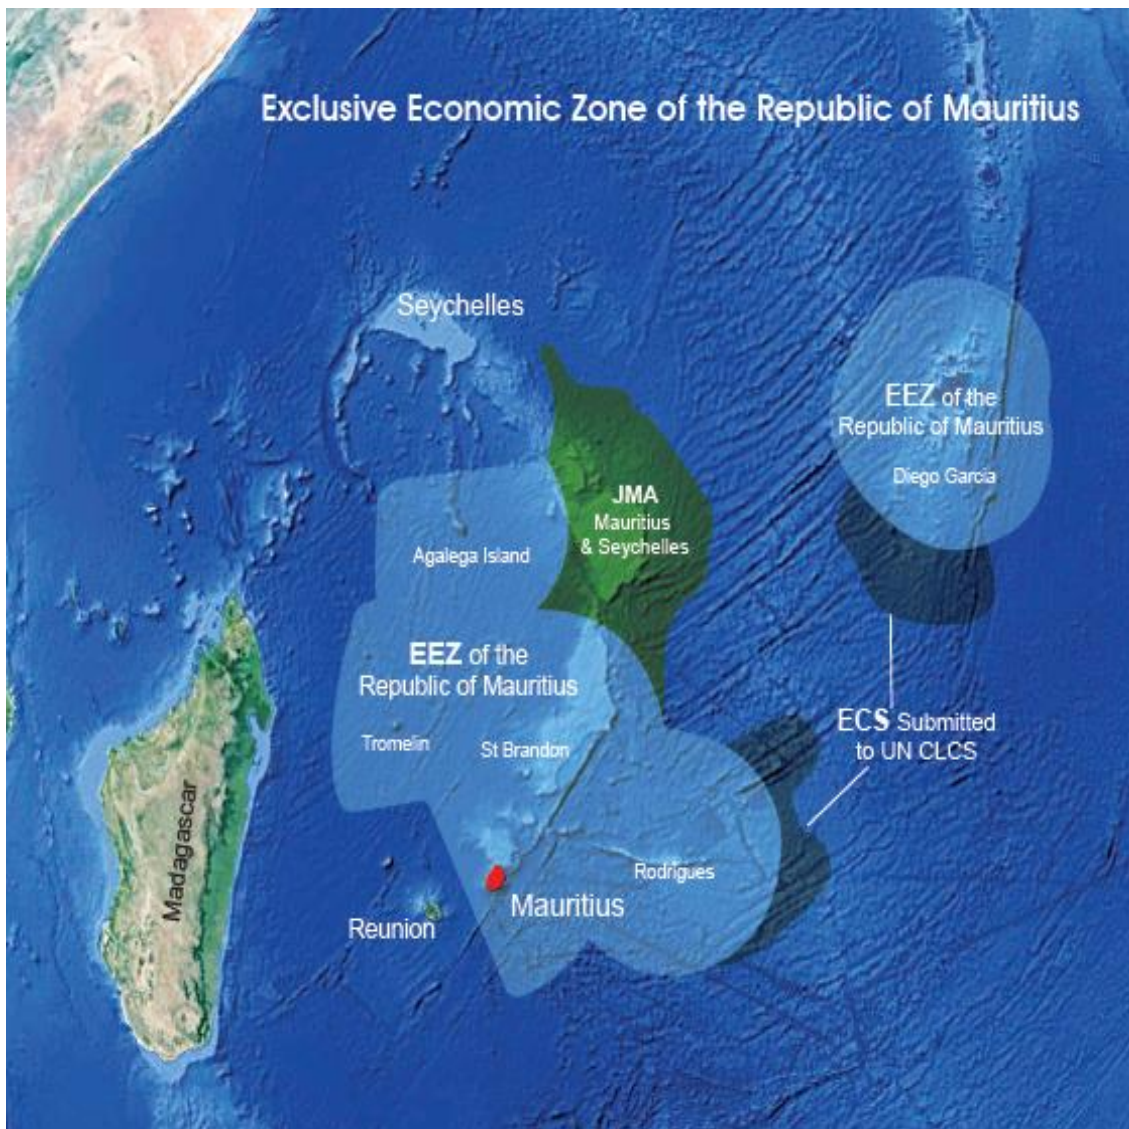 Exclusive Economic Zone of the Republic of Mauritius
Seychelles
EEZ of the
Republic of Mauritius
Diego Garcia
JMA
Mauritius
& Seychelles
Agalega Island
EEZ of the
Republic of Mauritius
Tromelin
St Brandon
ECS Submitted
to UN CLCS
Madagascar
Rodrigues
Mauritius
Reunion